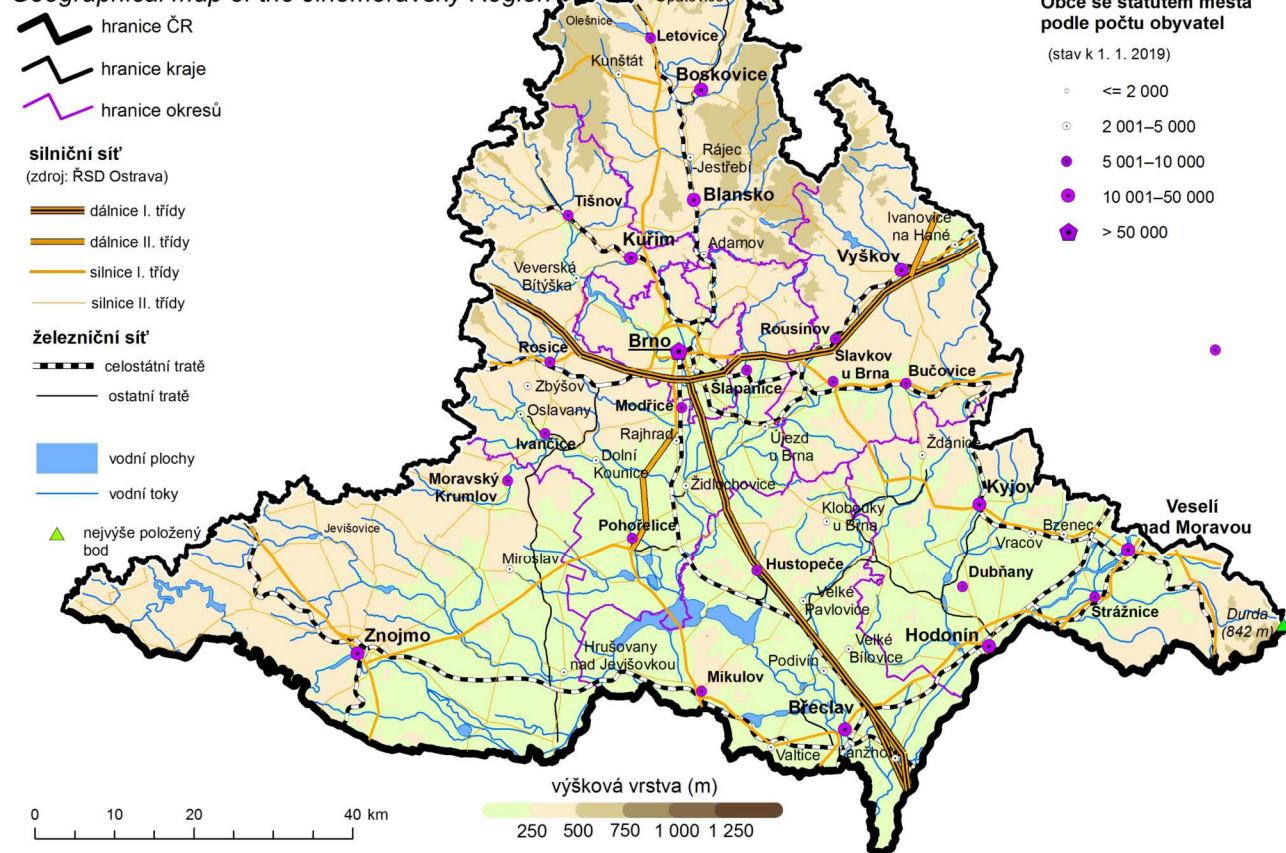 Geographical map of the Jihomoravský Region
hranice ČR
hranice kraje
hranice okresů
silniční síť
(zdroj: ŘSD Ostrava)
dálnice I. třídy
dálnice II. třídy
silnice I. třídy
silnice II. třídy
železniční síť
celostátní tratě
ostatní tratě
vodní plochy
vodní toky
nejvýše položený
bod
Obce se statutem města
podle počtu obyvatel
(stav k 1. 1. 2019)
<= 2 000
2 001–5 000
5 001–10 000
10 001–50 000
> 50 000
Opatovice
Olešnice
Letovice
Kunštát
Boskovice
Rájec
-Jestřebí
Blansko
Tišnov
Ivanovice
na Hané
Kuřim
Adamov
Vyškov
Veverská
Bítýška
Rousínov
Brno
Rosice
Slavkov
u Brna
Bučovice
Šlapanice
Zbýšov
Modřice
Oslavany
Ivančice
Rajhrad
Újezd
u Brna
Ždánice
Dolní
Kounice
Moravský
Krumlov
Židlochovice
Kyjov
Veselí
nad Moravou
Klobouky
u Brna
Bzenec
Vracov
Jevišovice
Pohořelice
Miroslav
Hustopeče
Dubňany
Velké
Pavlovice
Strážnice
Durda
(842 m)
Znojmo
Hodonín
Hrušovany
nad Jevišovkou
Velké
Bílovice
Podivín
Mikulov
Břeclav
Valtice
Lanžhot
výšková vrstva (m)
250 500 750 1 000 1 250
0 10 20 40 km